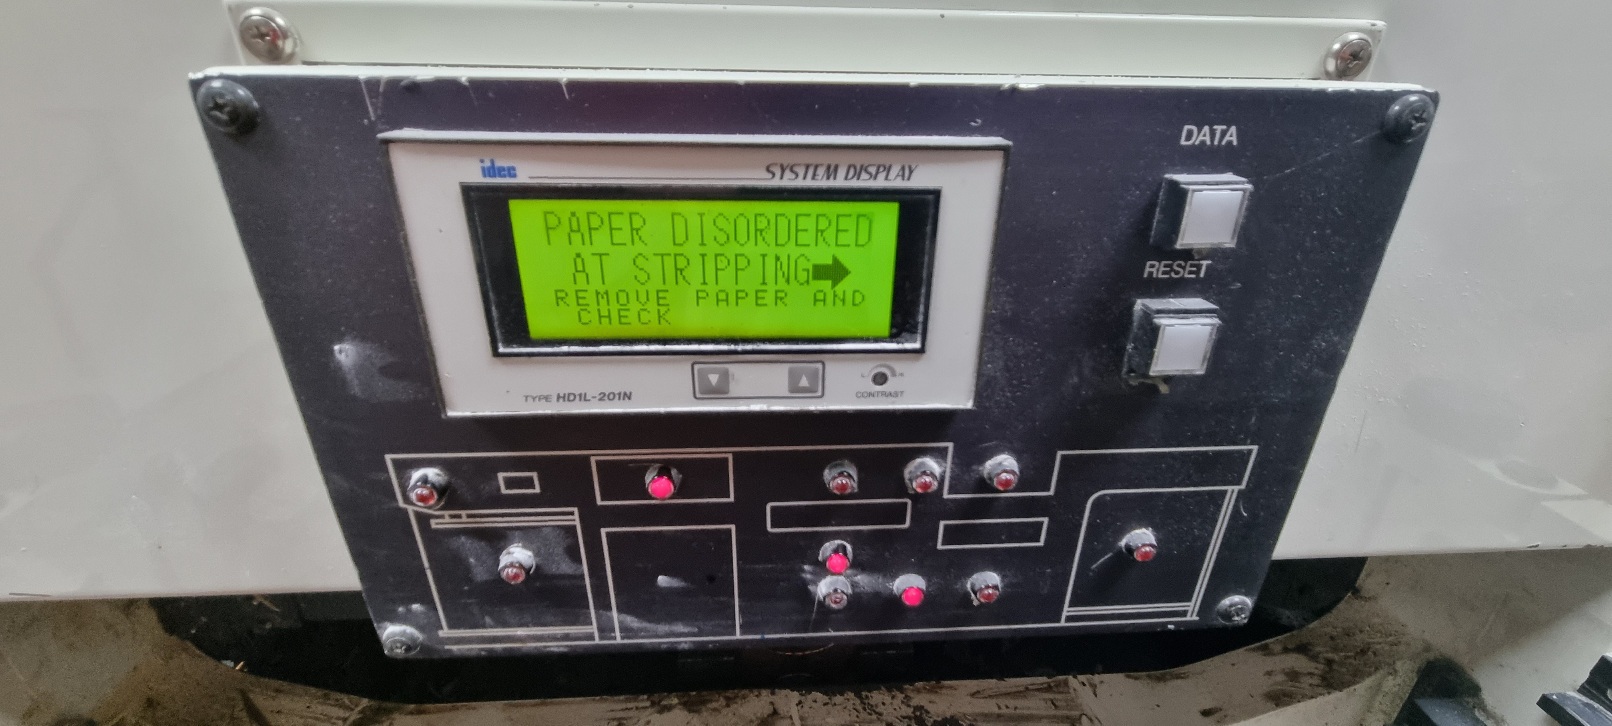 DATA
idec
SYSTEM DISPLAY
PAPER DISORDERED
AT STRIPPING➡
REMOVE PAPER AND
CHECK
RESET
TYPE HD1L-201N
CONTRAST